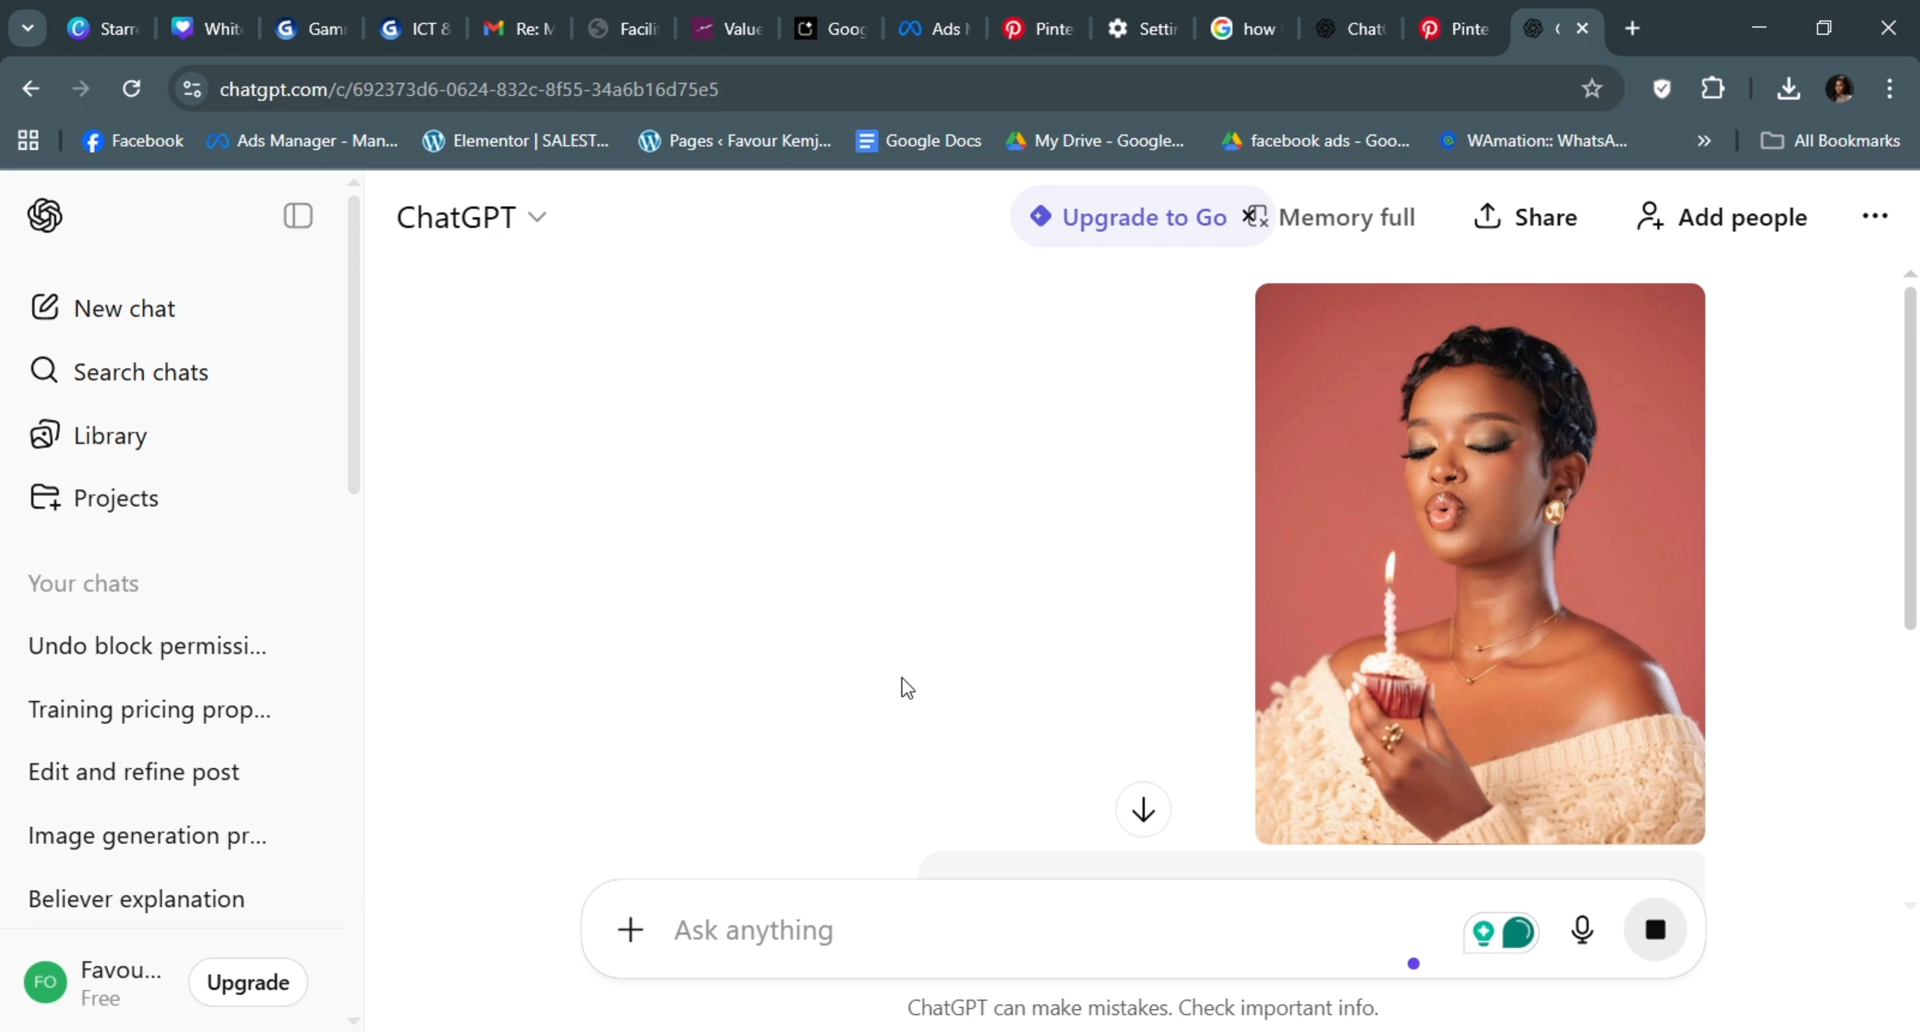 Starr
Whit
Gam
ICT &
Re: M
Facili
Value
Goog
Ads
Pinte
Settir
how
Chat
Pinte
chatgpt.com/c/692373d6-0624-832c-8f55-34a6b16d75e5
Facebook
Ads Manager - Man...
Elementor | SALEST...
Pages ‹ Favour Kemj...
Google Docs
My Drive - Google...
facebook ads - Goo...
WAmation:: WhatsA...
»
All Bookmarks
ChatGPT
Upgrade to Go
Memory full
Share
Add people
New chat
Search chats
Library
Projects
Your chats
Undo block permissi...
Training pricing prop...
Edit and refine post
Image generation pr...
Believer explanation
FO
Favou...
Free
Upgrade
Ask anything
ChatGPT can make mistakes. Check important info.